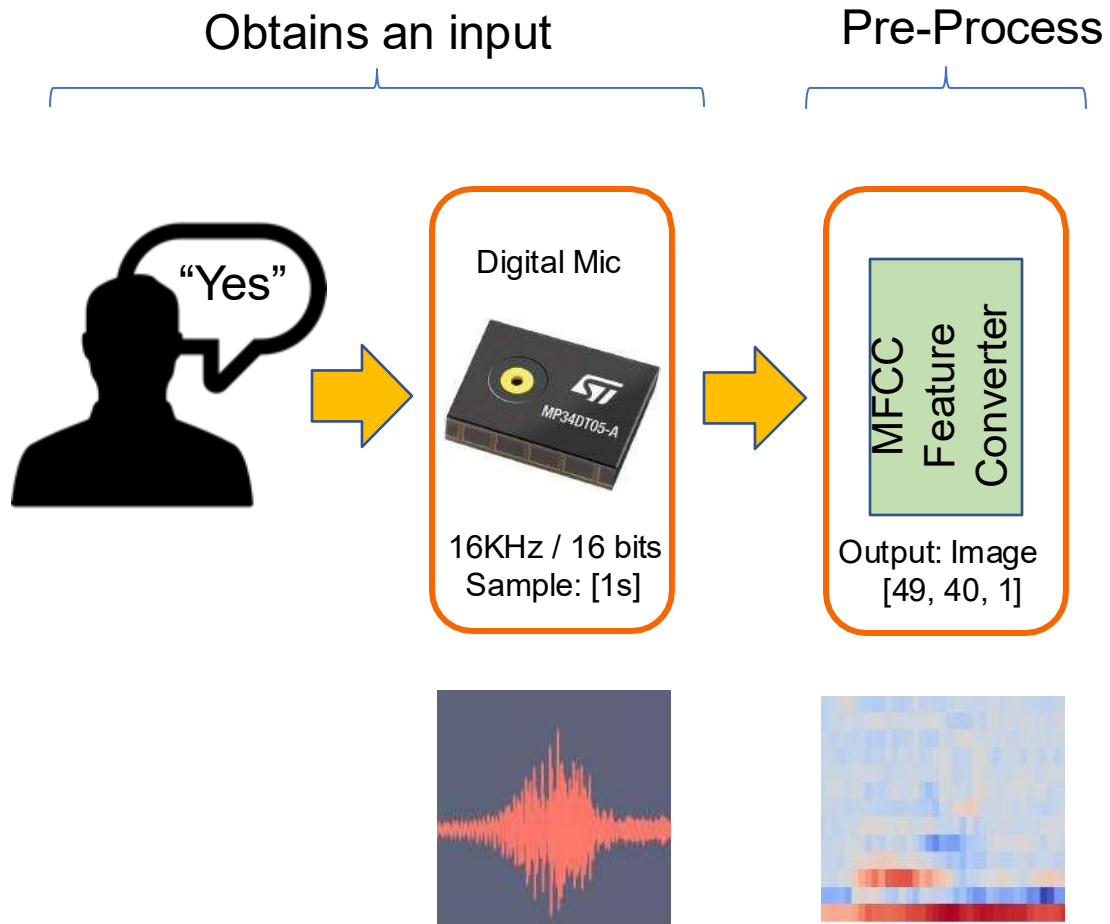 Obtains an input
Pre-Process
“Yes”
Digital Mic
ST
MP34DT05-A
16KHz / 16 bits
Sample: [1s]
MFCC
Feature
Converter
Output: Image
[49, 40, 1]